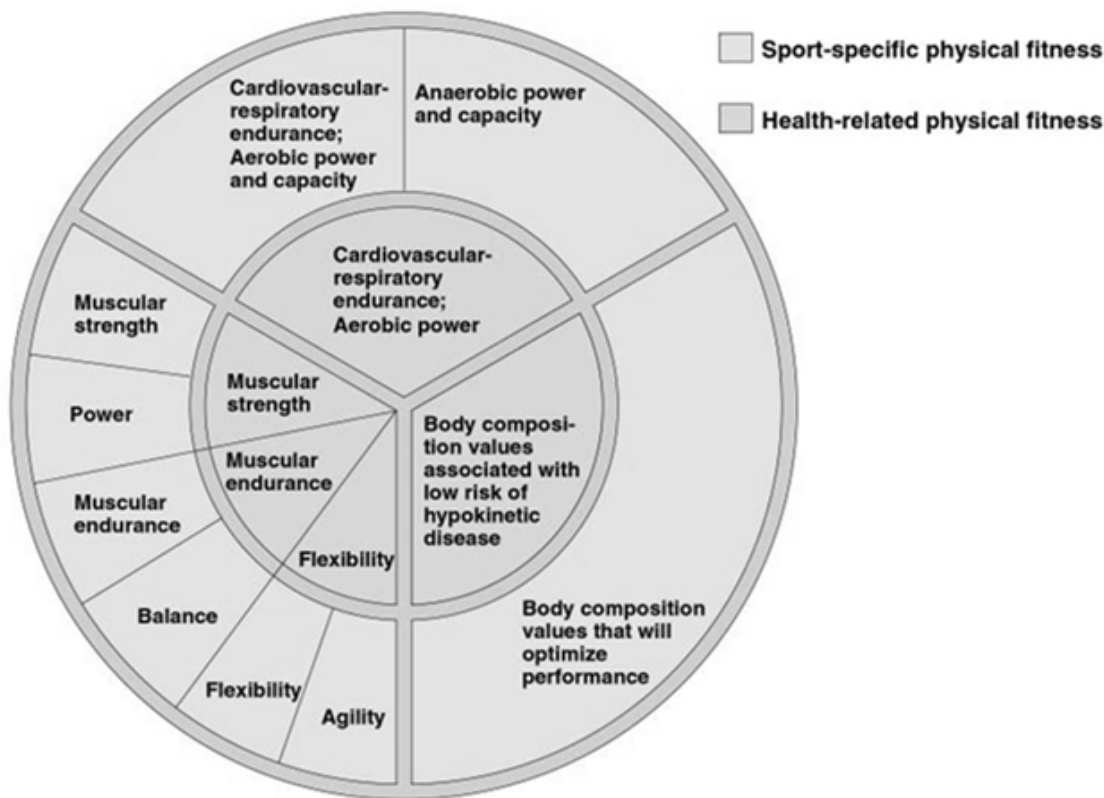 Sport-specific physical fitness
Health-related physical fitness
Cardiovascular-
respiratory
endurance;
Aerobic power
and capacity
Anaerobic power
and capacity
Cardiovascular-
respiratory
endurance;
Aerobic power
Muscular
strength
Power
Muscular
endurance
Balance
Flexibility
Agility
Muscular
strength
Muscular
endurance
Flexibility
Body composi-
tion values
associated with
low risk of
hypokinetic
disease
Body composition
values that will
optimize
performance